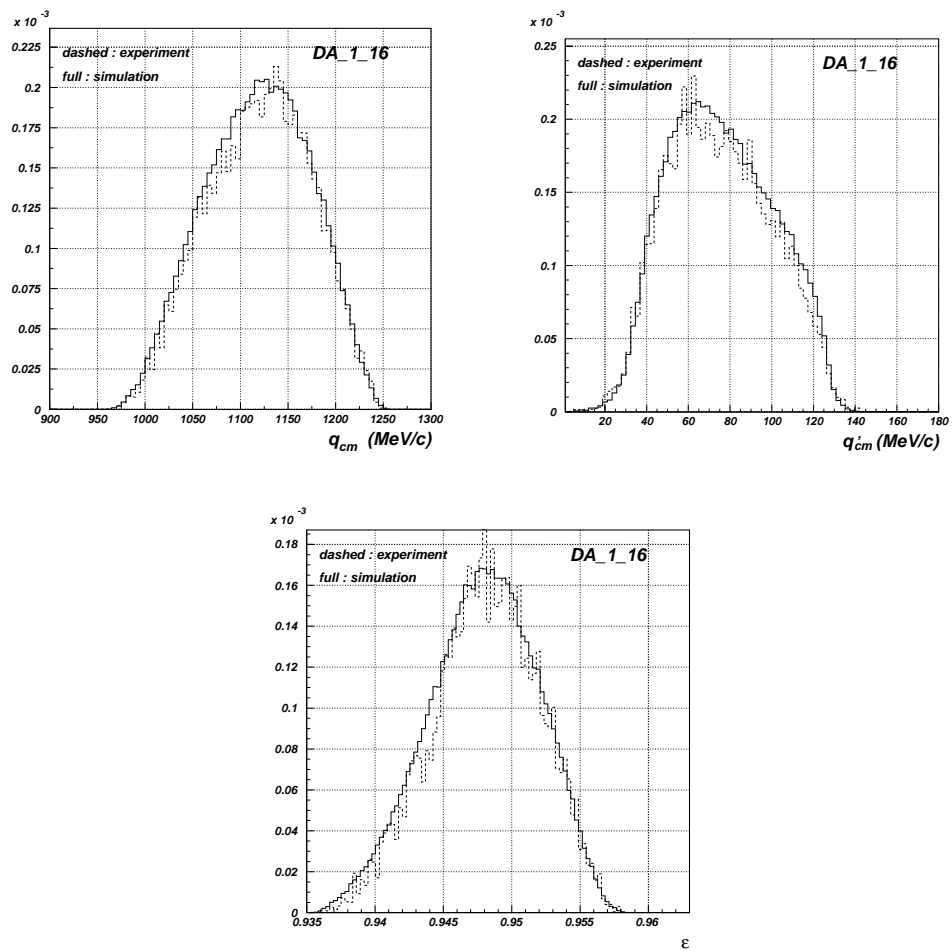 x 10 -3
0.225
0.2
0.175
0.15
0.125
0.1
0.075
0.05
0.025
0
900 950 1000 1050 1100 1150 1200 1250 1300
dashed : experiment
full : simulation
DA_1_16
q cm (MeV/c)
x 10 -3
0.25
0.2
0.15
0.1
0.05
0
20 40 60 80 100 120 140 160 180
dashed : experiment
full : simulation
DA_1_16
q'cm (MeV/c)
x 10 -3
0.18
0.16
0.14
0.12
0.1
0.08
0.06
0.04
0.02
0
0.935 0.94 0.945 0.95 0.955 0.96
dashed : experiment
full : simulation
DA_1_16
ε